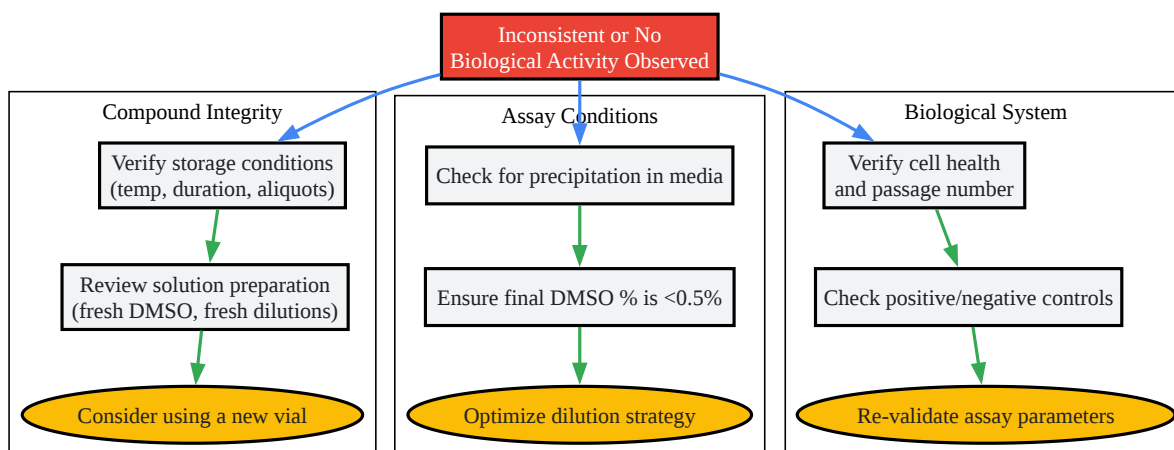 Inconsistent or No
Biological Activity Observed
Compound Integrity
Verify storage conditions
(temp, duration, aliquots)
Review solution preparation
(fresh DMSO, fresh dilutions)
Consider using a new vial
Assay Conditions
Check for precipitation in media
Ensure final DMSO % is <0.5%
Optimize dilution strategy
Biological System
Verify cell health
and passage number
Check positive/negative controls
Re-validate assay parameters